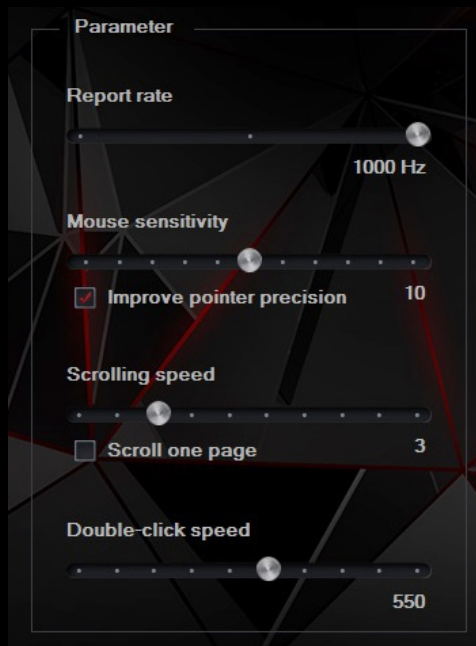 Parameter
Report rate
1000 Hz
Mouse sensitivity
Improve pointer precision 10
Scrolling speed
Scroll one page 3
Double-click speed
550